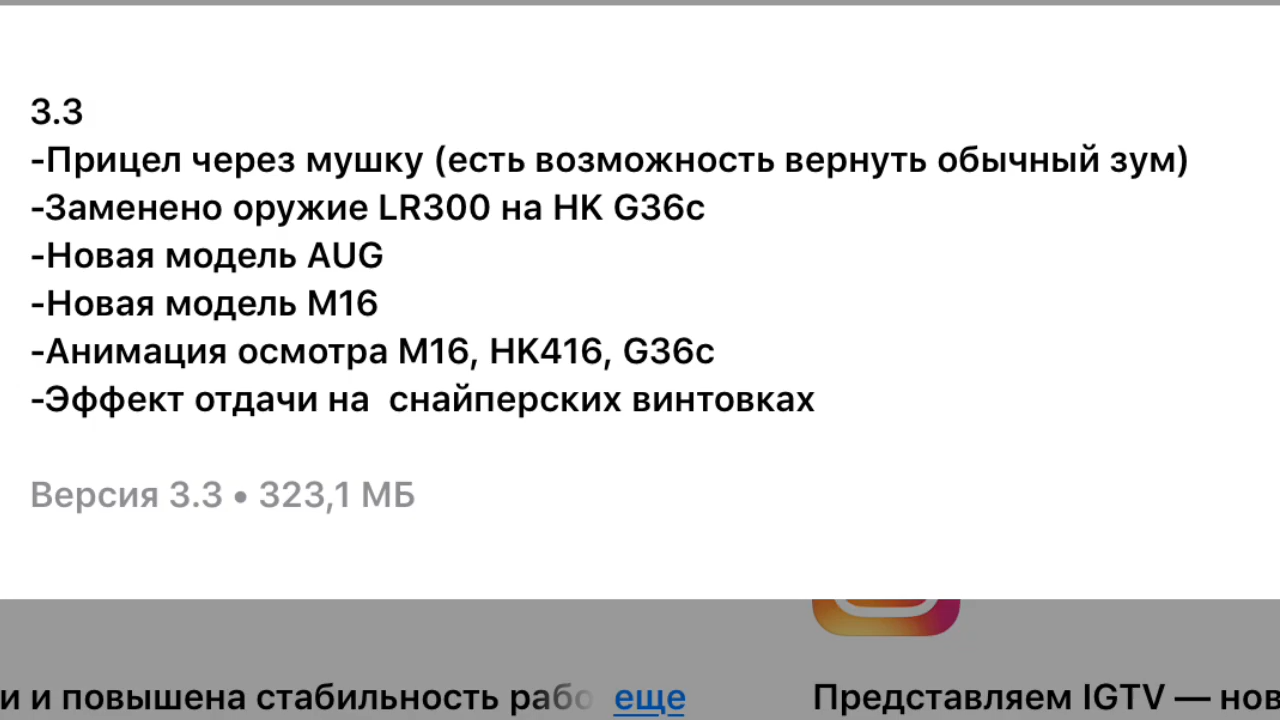 3.3
-Прицел через мушку (есть возможность вернуть обычный зум)
-Заменено оружие LR300 на HK G36c
-Новая модель AUG
-Новая модель M16
-Анимация осмотра M16, HK416, G36c
-Эффект отдачи на  снайперских винтовках
Версия 3.3 • 323,1 МБ
и и повышена стабильность рабо еще
Представляем IGTV — нов